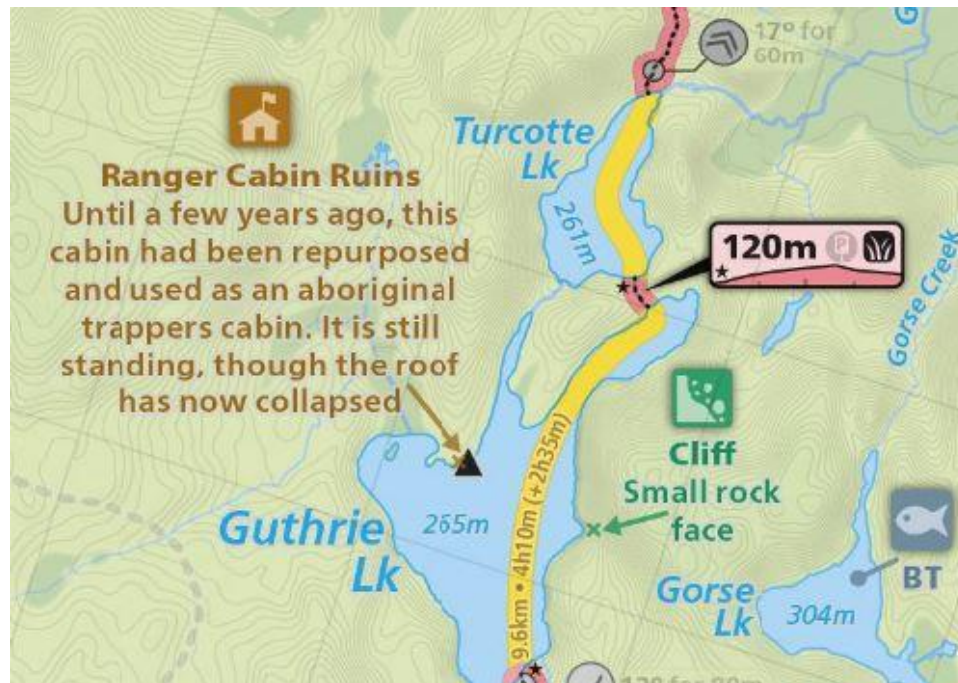 17° for
60m
Turcotte
Lk
261m
Ranger Cabin Ruins
Until a few years ago, this
cabin had been repurposed
and used as an aboriginal
trappers cabin. It is still
standing, though the roof
has now collapsed
120m
Gorse Creek
Cliff
Small rock
face
Guthrie
Lk
265m
9.6km • 4h10m (+2h35m)
Gorse
Lk
304m
BT